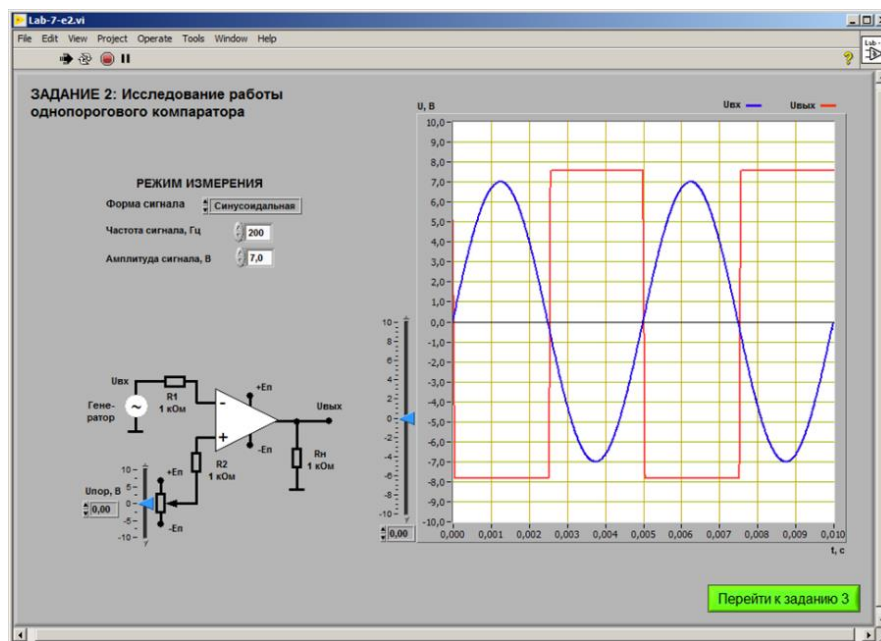 Lab-7-e2.vi
File Edit View Project Operate Tools Window Help
ЗАДАНИЕ 2: Исследование работы
однопорогового компаратора
РЕЖИМ ИЗМЕРЕНИЯ
Форма сигнала Синусоидальная
Частота сигнала, Гц 200
Амплитуда сигнала, В 7,0
U, В
Uвх
Uвых
10,0
9,0
8,0
7,0
6,0
5,0
4,0
3,0
2,0
1,0
0,0
-1,0
-2,0
-3,0
-4,0
-5,0
-6,0
-7,0
-8,0
-9,0
-10,0
0,000 0,001 0,002 0,003 0,004 0,005 0,006 0,007 0,008 0,009 0,010
t, с
10
8
6
4
2
0
-2
-4
-6
-8
-10
0,00
Uвх
R1
1 кОм
Гене-
ратор
+Еп
-
+
-Еп
Uвых
R2
1 кОм
Rн
1 кОм
Uпор, В
0,00
10
5
0
-5
-10
+Еп
-Еп
Перейти к заданию 3